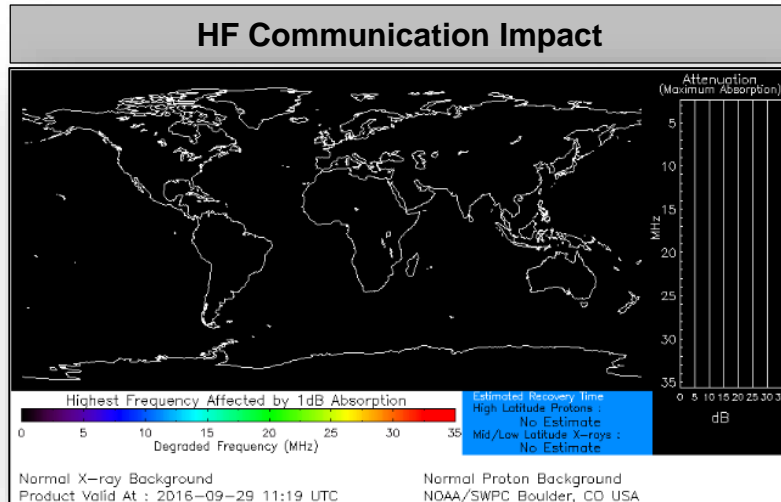 HF Communication Impact
Attenuation
(Maximum Absorption)
5
10
15
20
25
30
35
MHz
0 5 10 15 20 25 30 3
dB
Highest Frequency Affected by 1dB Absorption
0 5 10 15 20 25 30 35
Degraded Frequency (MHz)
Estimated Recovery Time
High Latitude Protons :
No Estimate
Mid/Low Latitude X-rays :
No Estimate
Normal X-ray Background
Product Valid At : 2016-09-29 11:19 UTC
Normal Proton Background
NOAA/SWPC Boulder, CO USA